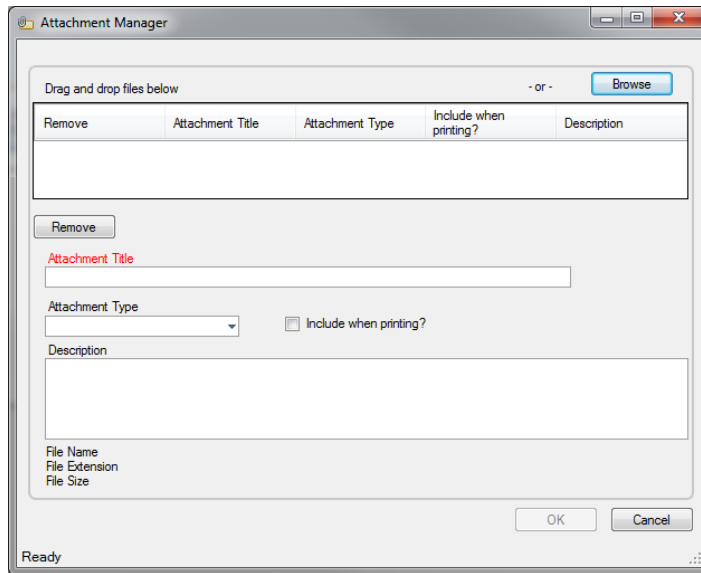 Attachment Manager
Drag and drop files below - or - Browse
Remove Attachment Title Attachment Type Include when printing? Description
Remove
Attachment Title
Attachment Type
Include when printing?
Description
File Name
File Extension
File Size
OK Cancel
Ready